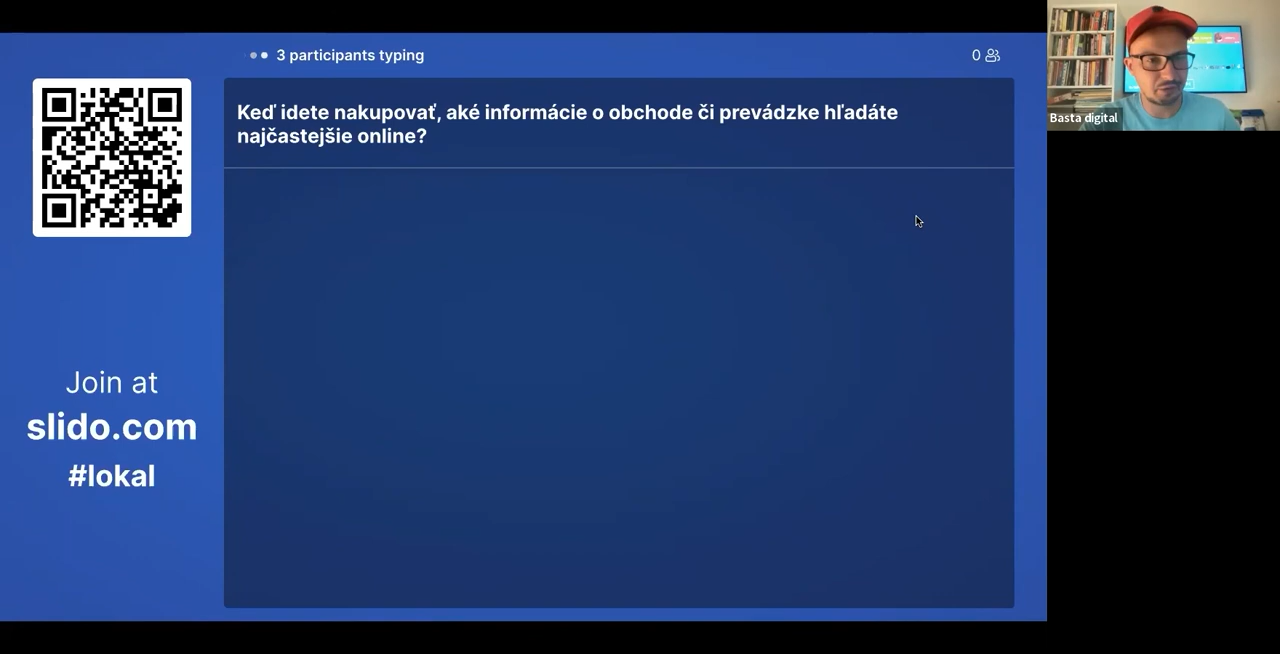 3 participants typing
0
Keď idete nakupovať, aké informácie o obchode či prevádzke hľadáte
najčastejšie online?
Join at
slido.com
#lokal
Basta digital